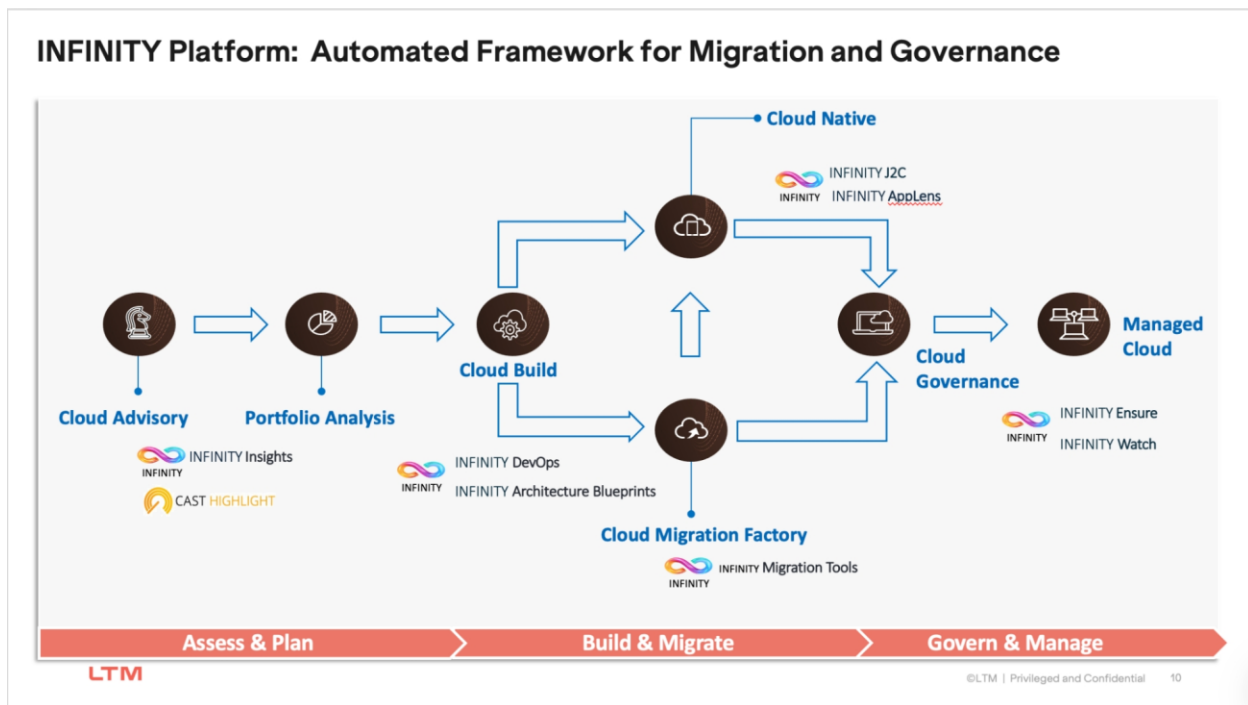 INFINITY Platform: Automated Framework for Migration and Governance
Cloud Native
INFINITY
INFINITY J2C
INFINITY AppLens
Cloud Advisory
Portfolio Analysis
Cloud Build
Cloud
Governance
Managed
Cloud
INFINITY
INFINITY Insights
CAST HIGHLIGHT
INFINITY
INFINITY DevOps
INFINITY Architecture Blueprints
INFINITY
INFINITY Ensure
INFINITY Watch
Cloud Migration Factory
INFINITY
INFINITY Migration Tools
Assess & Plan
Build & Migrate
Govern & Manage
LTM
©LTM | Privileged and Confidential 10